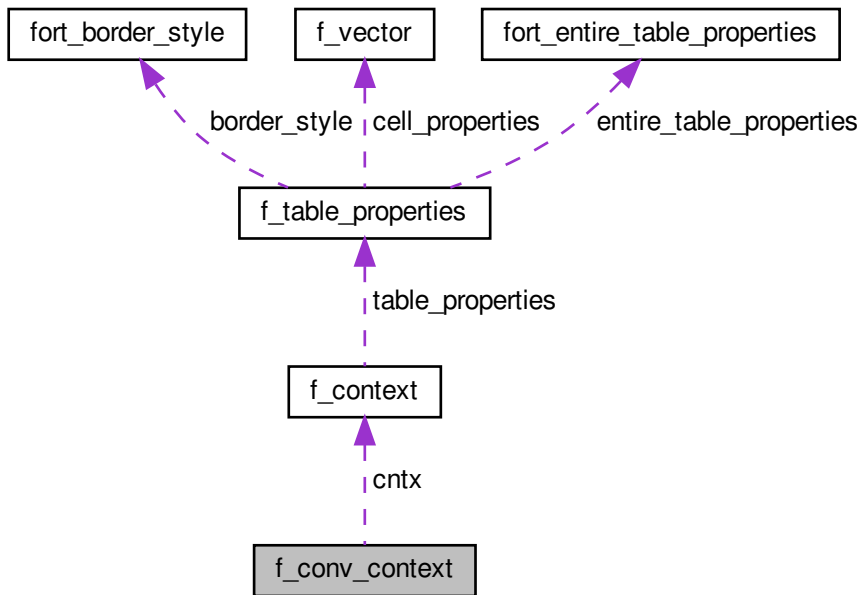 fort_border_style
f_vector
fort_entire_table_properties
border_style
cell_properties
entire_table_properties
f_table_properties
table_properties
f_context
cntx
f_conv_context